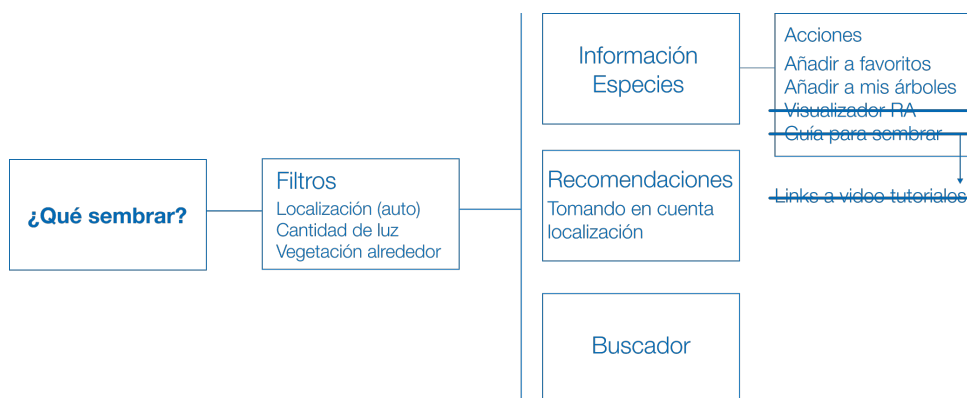 ¿Qué sembrar?
Filtros
Localización (auto)
Cantidad de luz
Vegetación alrededor
Información
Especies
Recomendaciones
Tomando en cuenta
localización
Buscador
Acciones
Añadir a favoritos
Añadir a mis árboles
Visualizador RA
Guía para sembrar
Links a video tutoriales